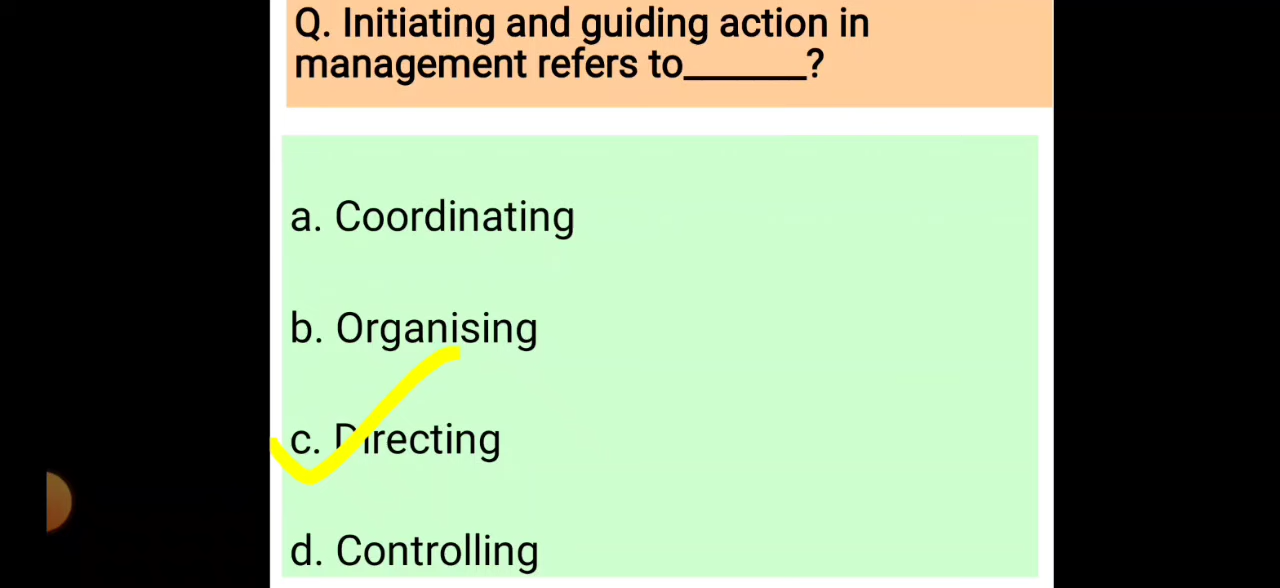 Q. Initiating and guiding action in
management refers to_______?
a. Coordinating
b. Organising
c. Directing
d. Controlling